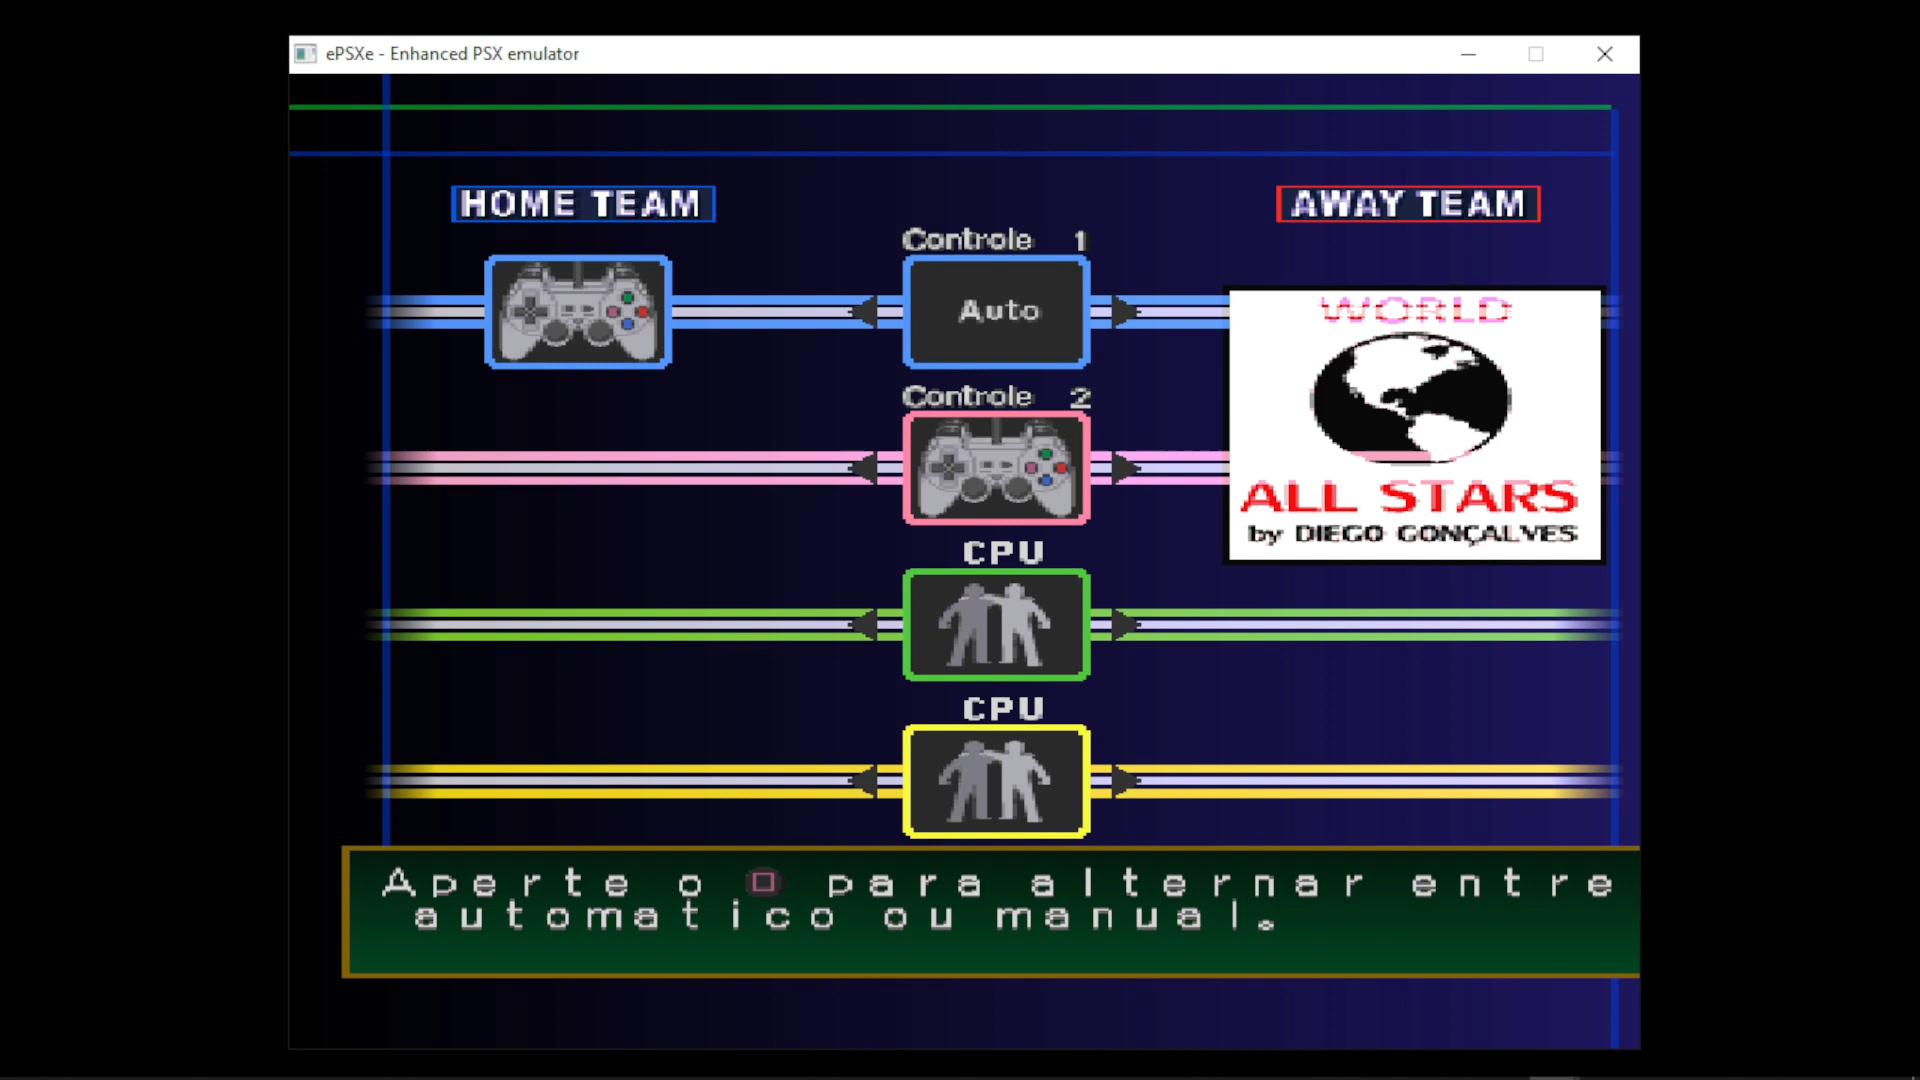 ePSXe - Enhanced PSX emulator
HOME TEAM
AWAY TEAM
Controle 1
Auto
WORLD
ALL STARS
by DIEGO GONÇALVES
Controle 2
CPU
CPU
Aperte o □ para alternar entre
automatico ou manual.